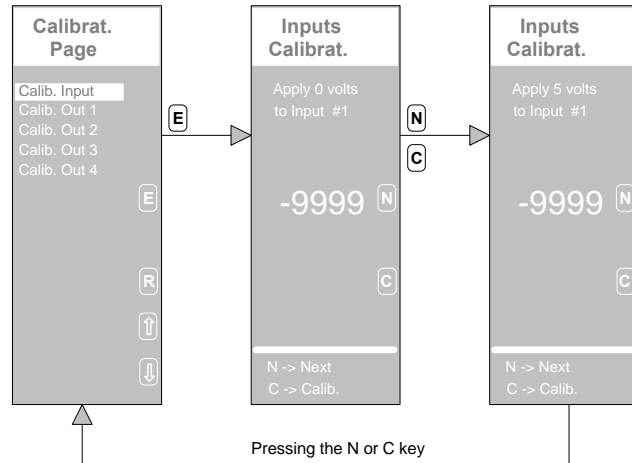 Calibrat.
Page
Calib. Input
Calib. Out 1
Calib. Out 2
Calib. Out 3
Calib. Out 4
E
R
⇧
⇩
E
Inputs
Calibrat.
Apply 0 volts
to Input #1
-9999 N
C
N -> Next
C -> Calib.
N
C
Inputs
Calibrat.
Apply 5 volts
to Input #1
-9999 N
C
N -> Next
C -> Calib.
Pressing the N or C key